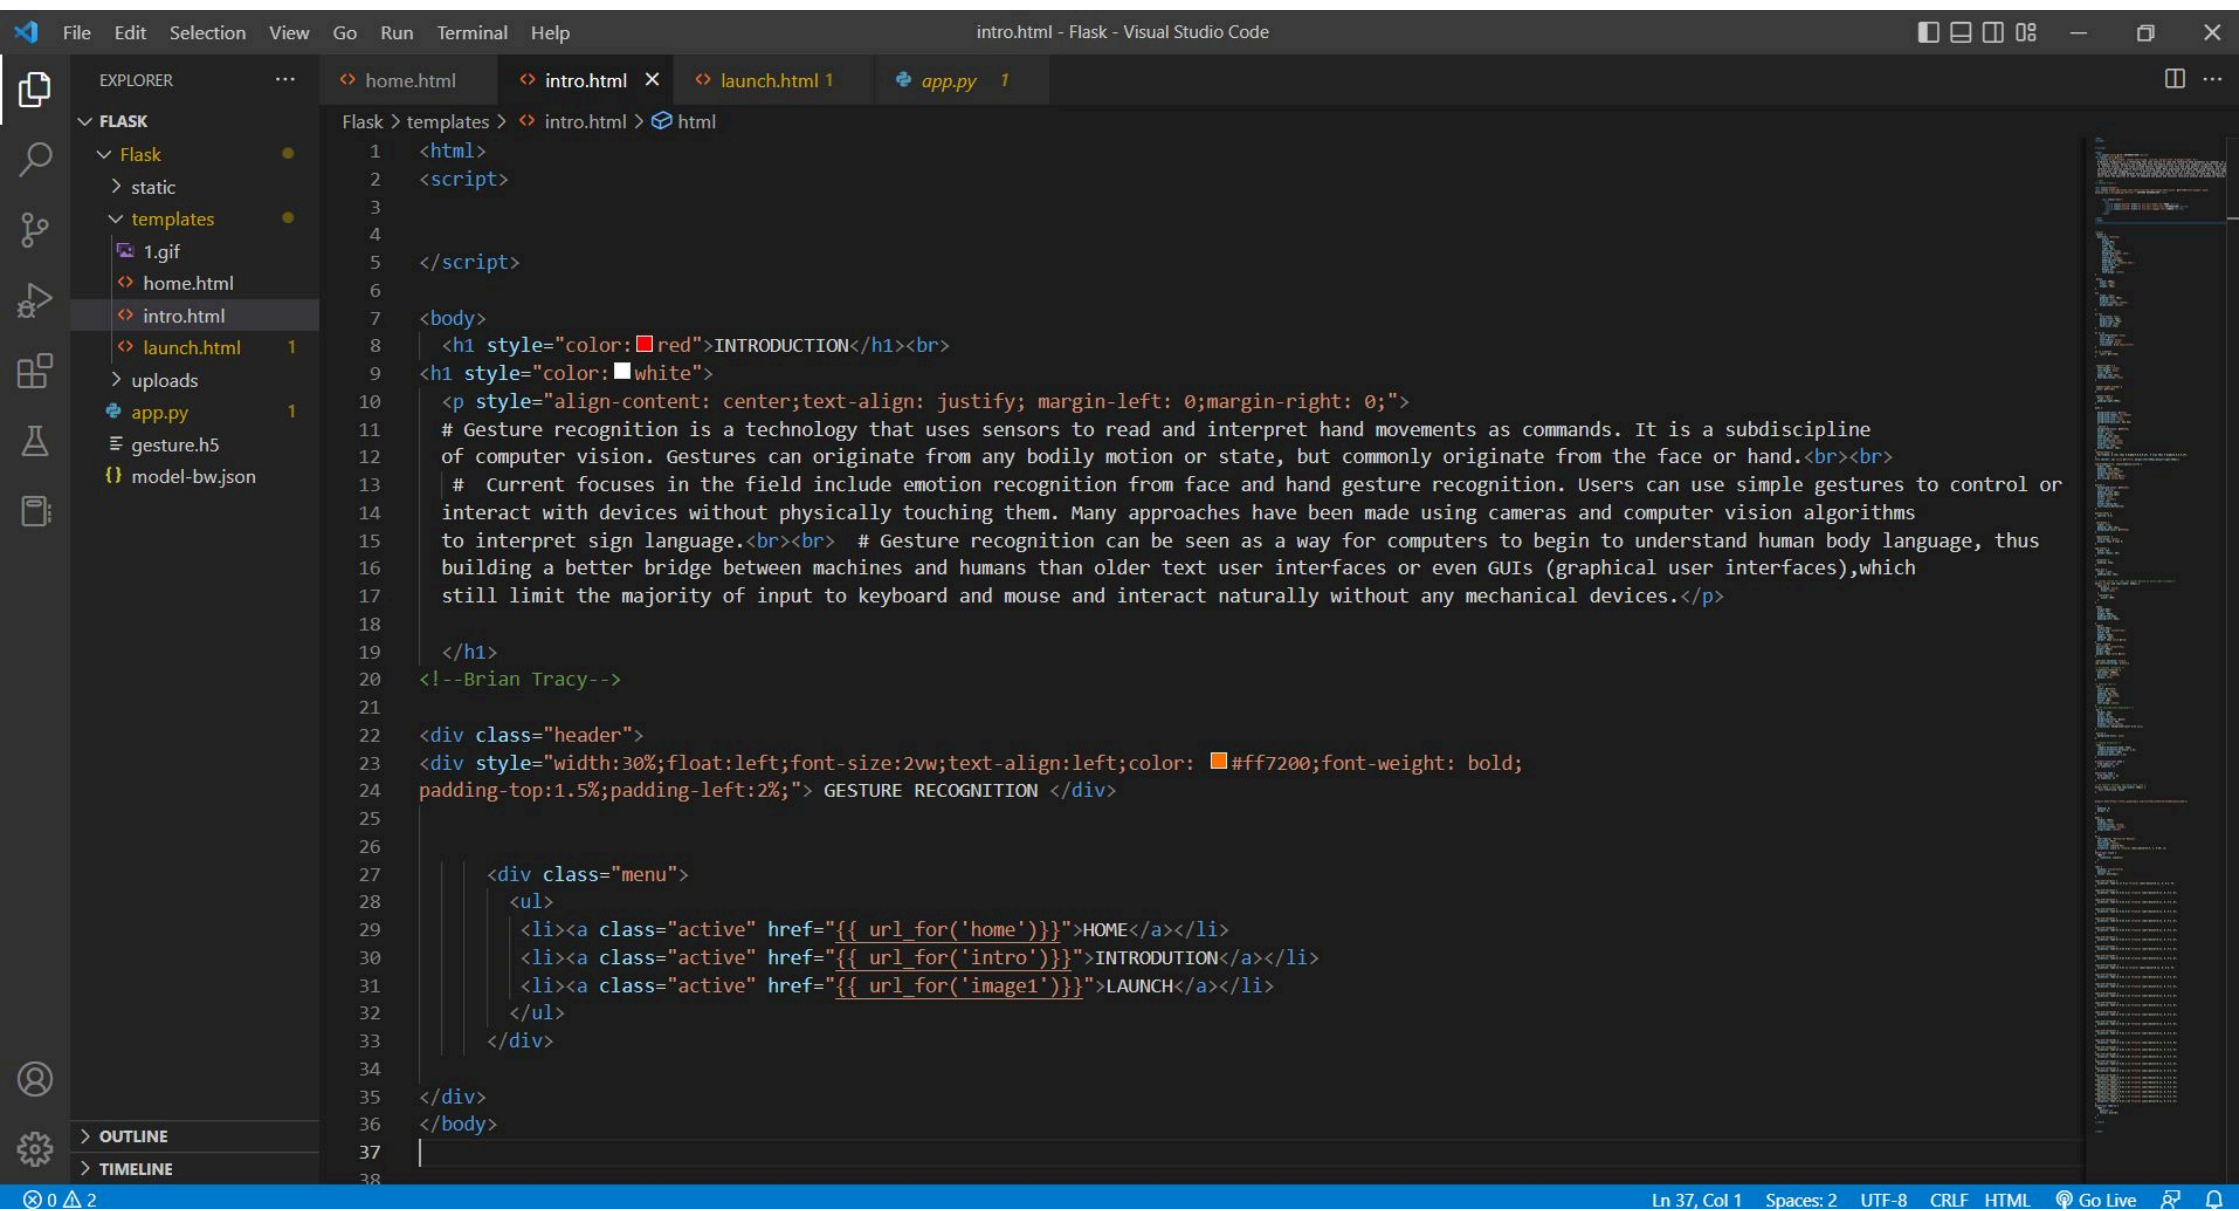 File Edit Selection View Go Run Terminal Help
intro.html - Flask - Visual Studio Code
EXPLORER
FLASK
Flask
static
templates
1.gif
home.html
intro.html
launch.html 1
uploads
app.py 1
gesture.h5
model-bw.json
OUTLINE
TIMELINE
home.html intro.html launch.html 1 app.py 1
Flask > templates > intro.html > html
1 <html>
2 <script>
3
4
5 </script>
6
7 <body>
8 <h1 style="color:red">INTRODUCTION</h1><br>
9 <h1 style="color:white">
10 <p style="align-content: center;text-align: justify; margin-left: 0;margin-right: 0;">
11 # Gesture recognition is a technology that uses sensors to read and interpret hand movements as commands. It is a subdiscipline
12 of computer vision. Gestures can originate from any bodily motion or state, but commonly originate from the face or hand.<br><br>
13 # Current focuses in the field include emotion recognition from face and hand gesture recognition. Users can use simple gestures to control or
14 interact with devices without physically touching them. Many approaches have been made using cameras and computer vision algorithms
15 to interpret sign language.<br><br> # Gesture recognition can be seen as a way for computers to begin to understand human body language, thus
16 building a better bridge between machines and humans than older text user interfaces or even GUIs (graphical user interfaces),which
17 still limit the majority of input to keyboard and mouse and interact naturally without any mechanical devices.</p>
18
19 </h1>
20 <!--Brian Tracy-->
21
22 <div class="header">
23 <div style="width:30%;float:left;font-size:2vw;text-align:left;color: #ff7200;font-weight: bold;
24 padding-top:1.5%;padding-left:2%;"> GESTURE RECOGNITION </div>
25
26
27 <div class="menu">
28 <ul>
29 <li><a class="active" href="{{ url_for('home')}}">HOME</a></li>
30 <li><a class="active" href="{{ url_for('intro')}}">INTRODUTION</a></li>
31 <li><a class="active" href="{{ url_for('image1')}}">LAUNCH</a></li>
32 </ul>
33 </div>
34
35 </div>
36 </body>
37
38
0 2
Ln 37, Col 1 Spaces: 2 UTF-8 CRLF HTML Go Live